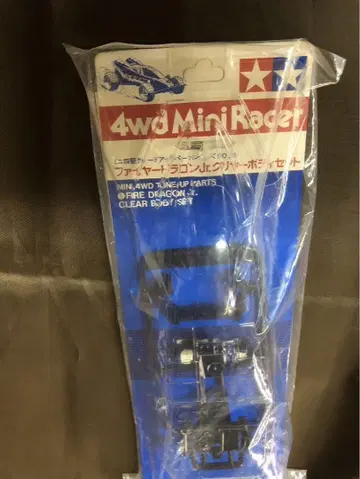 4wd Mini Racer
ファイヤードラゴンJr.クリヤーボディセット
MINI 4WD TUNE-UP PARTS
FIRE DRAGON Jr.
CLEAR BODY SET